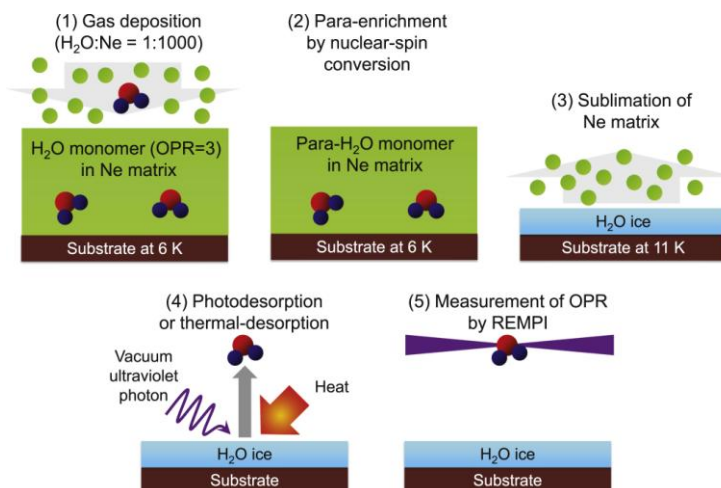 (1) Gas deposition
(H₂O:Ne = 1:1000)
H₂O monomer (OPR=3)
in Ne matrix
Substrate at 6 K
(2) Para-enrichment
by nuclear-spin
conversion
Para-H₂O monomer
in Ne matrix
Substrate at 6 K
(3) Sublimation of
Ne matrix
H₂O ice
Substrate at 11 K
(4) Photodesorption
or thermal-desorption
Vacuum
ultraviolet
photon
Heat
H₂O ice
Substrate
(5) Measurement of OPR
by REMPI
H₂O ice
Substrate